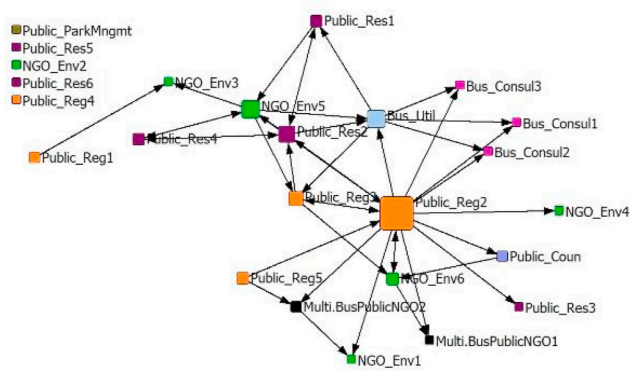 Public_ParkMngmt
Public_Res5
NGO_Env2
Public_Res6
Public_Reg4
Public_Res1
NGO_Env3
NGO_Env5
Bus_Util
Bus_Consul3
Public_Res2
Bus_Consul1
Public_Res4
Bus_Consul2
Public_Reg1
Public_Reg3
Public_Reg2
NGO_Env4
Public_Coun
Public_Reg5
NGO_Env6
Multi.BusPublicNGO2
Public_Res3
Multi.BusPublicNGO1
NGO_Env1